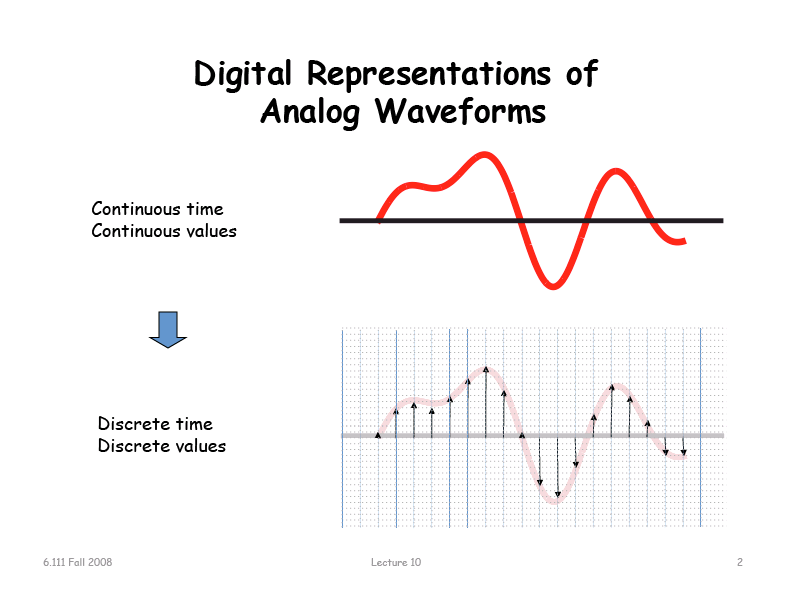 Digital Representations of
Analog Waveforms
Continuous time
Continuous values
Discrete time
Discrete values
6.111 Fall 2008
Lecture 10
2